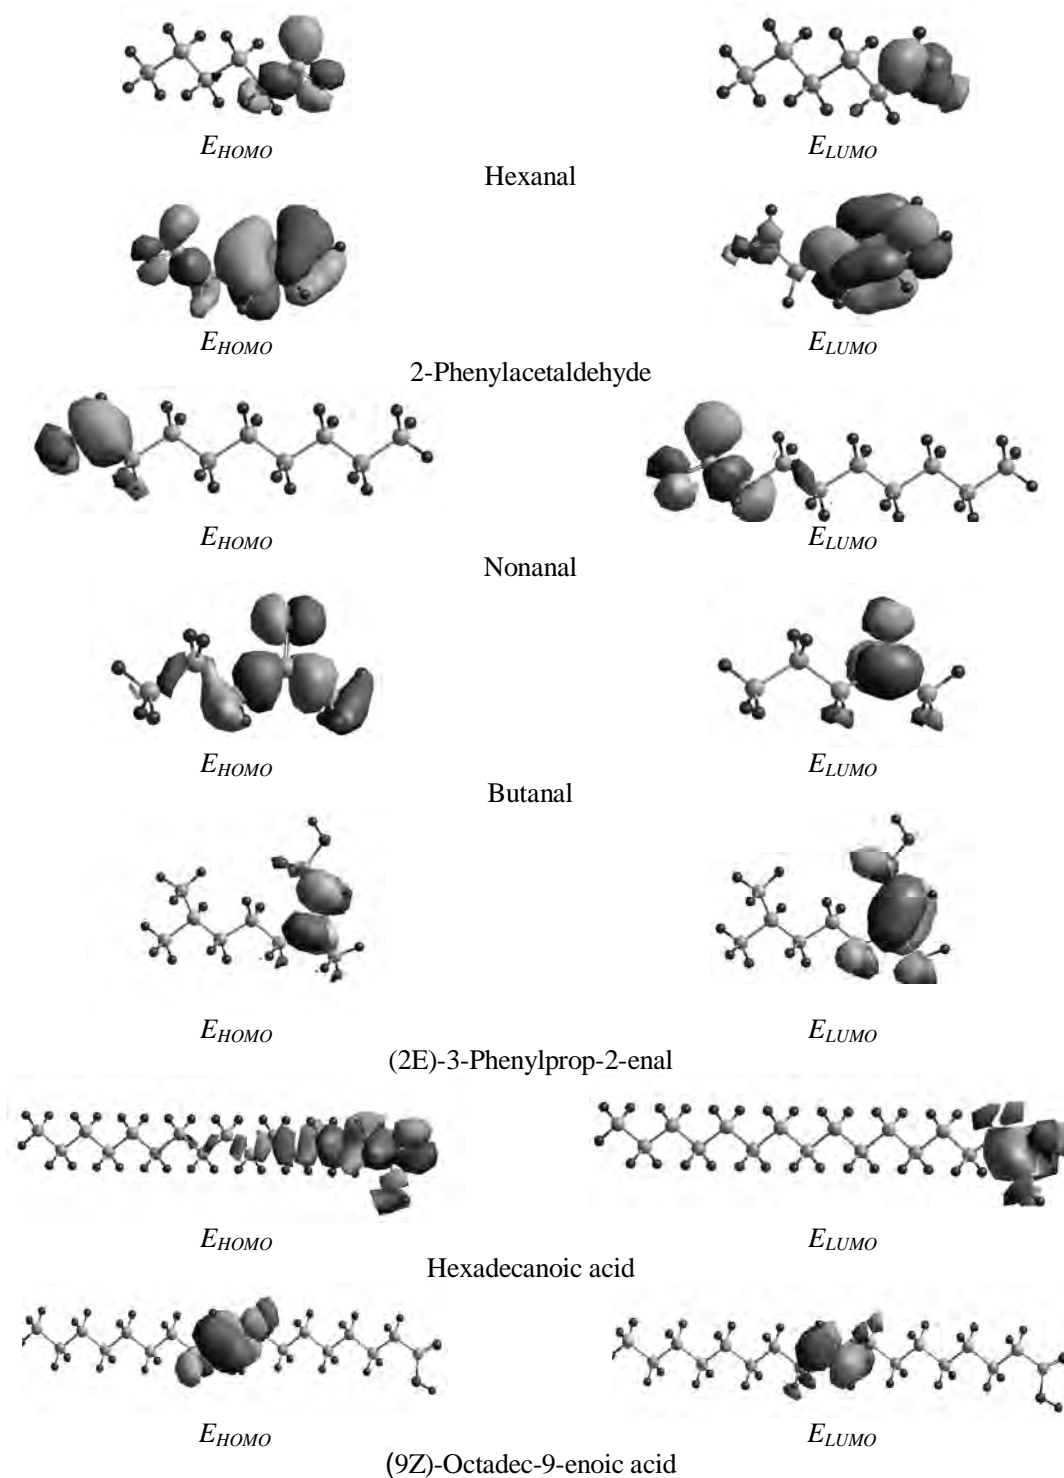 E_HOMO E_LUMO
Hexanal
E_HOMO E_LUMO
2-Phenylacetaldehyde
E_HOMO E_LUMO
Nonanal
E_HOMO E_LUMO
Butanal
E_HOMO E_LUMO
(2E)-3-Phenylprop-2-enal
E_HOMO E_LUMO
Hexadecanoic acid
E_HOMO E_LUMO
(9Z)-Octadec-9-enoic acid